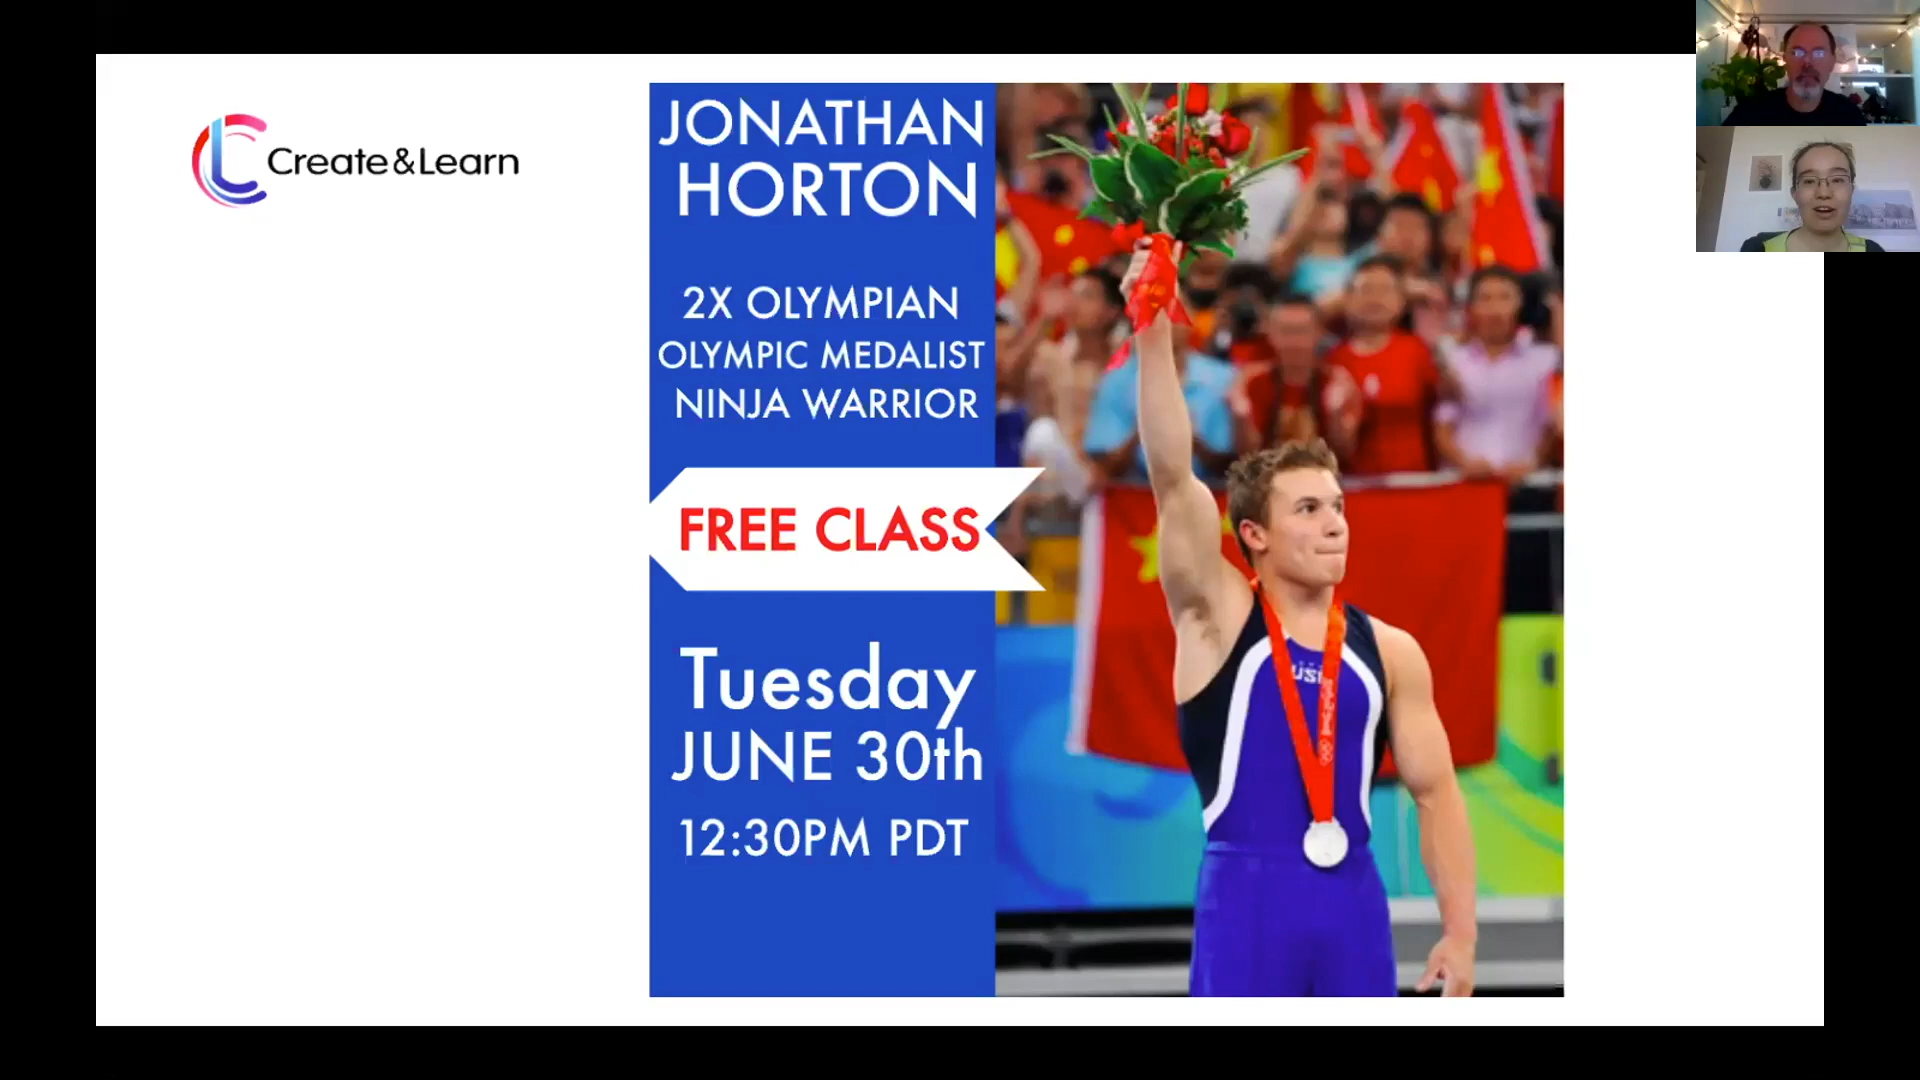 Create&Learn
JONATHAN
HORTON
2X OLYMPIAN
OLYMPIC MEDALIST
NINJA WARRIOR
FREE CLASS
Tuesday
JUNE 30th
12:30PM PDT